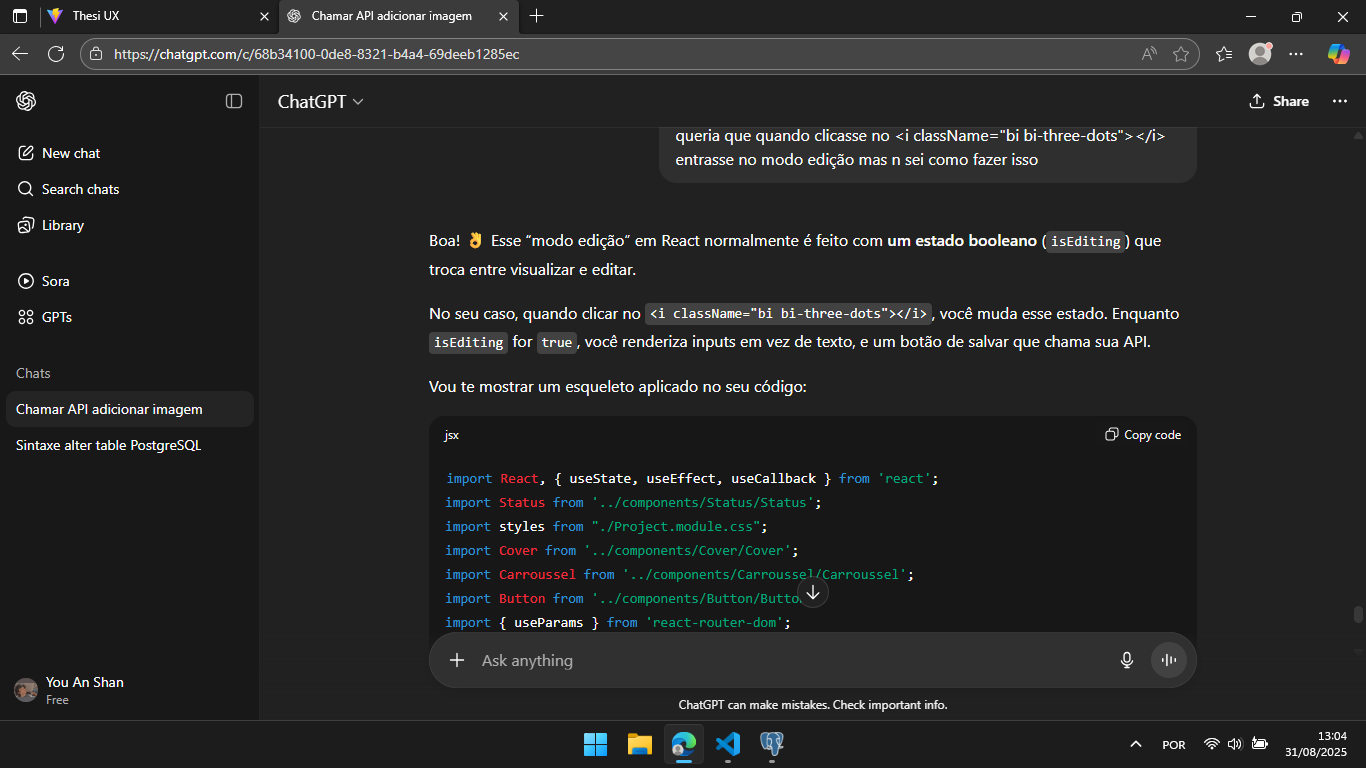 Thesi UX
Chamar API adicionar imagem
https://chatgpt.com/c/68b34100-0de8-8321-b4a4-69deeb1285ec
ChatGPT
Share
New chat
Search chats
Library
Sora
GPTs
Chats
Chamar API adicionar imagem
Sintaxe alter table PostgreSQL
You An Shan
Free
queria que quando clicasse no <i className="bi bi-three-dots"></i>
entrasse no modo edição mas n sei como fazer isso
Boa! 👌 Esse “modo edição” em React normalmente é feito com um estado booleano (isEditing) que
troca entre visualizar e editar.
No seu caso, quando clicar no <i className="bi bi-three-dots"></i>, você muda esse estado. Enquanto
isEditing for true, você renderiza inputs em vez de texto, e um botão de salvar que chama sua API.
Vou te mostrar um esqueleto aplicado no seu código:
jsx
Copy code
import React, { useState, useEffect, useCallback } from 'react';
import Status from '../components/Status/Status';
import styles from "./Project.module.css";
import Cover from '../components/Cover/Cover';
import Carroussel from '../components/Carroussel/Carroussel';
import Button from '../components/Button/Butto
import { useParams } from 'react-router-dom';
Ask anything
ChatGPT can make mistakes. Check important info.
POR
13:04
31/08/2025